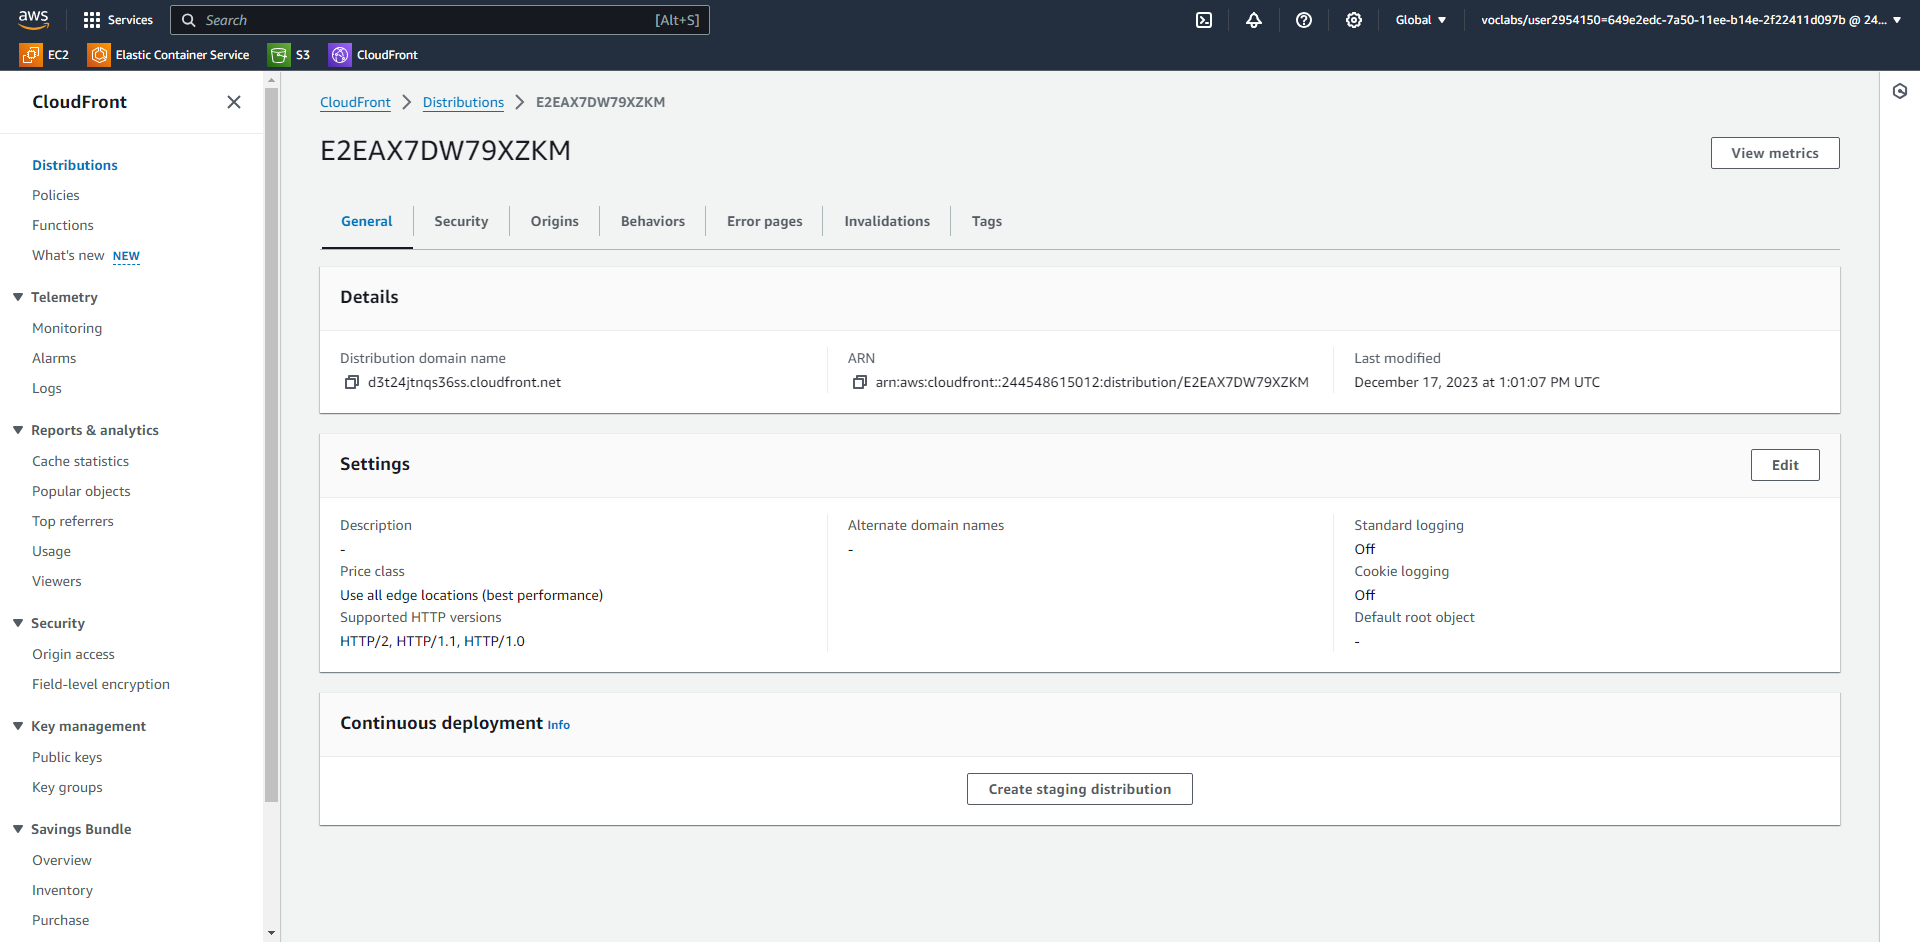 aws
Services
Search
[Alt+S]
Global
voclabs/user2954150=649e2edc-7a50-11ee-b14e-2f22411d097b @ 24...
EC2
Elastic Container Service
S3
CloudFront
CloudFront
Distributions
Policies
Functions
What's new NEW
Telemetry
Monitoring
Alarms
Logs
Reports & analytics
Cache statistics
Popular objects
Top referrers
Usage
Viewers
Security
Origin access
Field-level encryption
Key management
Public keys
Key groups
Savings Bundle
Overview
Inventory
Purchase
CloudFront
Distributions
E2EAX7DW79XZKM
E2EAX7DW79XZKM
View metrics
General
Security
Origins
Behaviors
Error pages
Invalidations
Tags
Details
Distribution domain name
d3t24jtnqs36ss.cloudfront.net
ARN
arn:aws:cloudfront::244548615012:distribution/E2EAX7DW79XZKM
Last modified
December 17, 2023 at 1:01:07 PM UTC
Settings
Edit
Description
-
Price class
Use all edge locations (best performance)
Supported HTTP versions
HTTP/2, HTTP/1.1, HTTP/1.0
Alternate domain names
-
Standard logging
Off
Cookie logging
Off
Default root object
-
Continuous deployment Info
Create staging distribution